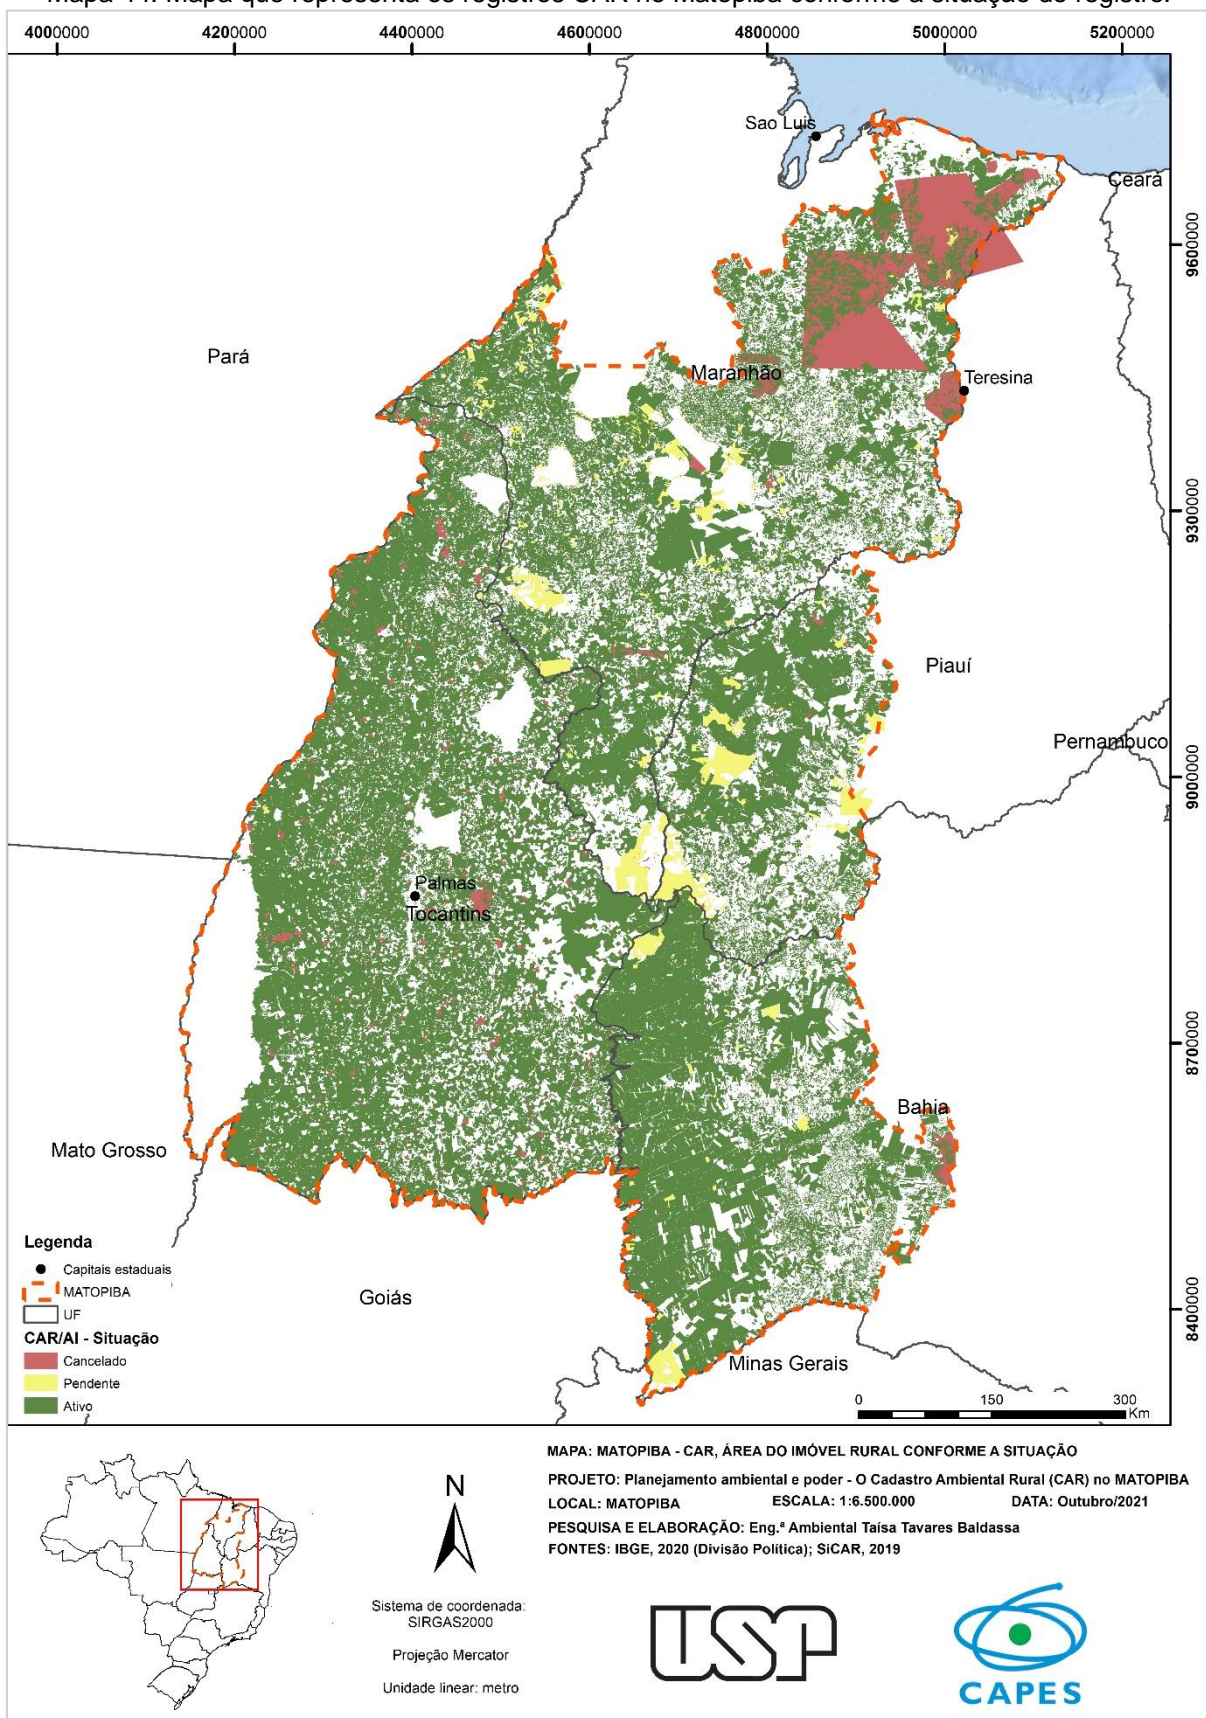 4000000 4200000 4400000 4600000 4800000 5000000 5200000
Sao Luis
Ceará
9600000
Pará
Maranhão
Teresina
9300000
Piauí
Pernambuco
9000000
Palmas
Tocantins
8700000
Bahia
Mato Grosso
Legenda
Capitais estaduais
MATOPIBA
UF
CAR/AI - Situação
Cancelado
Pendente
Ativo
Goiás
8400000
Minas Gerais
0 150 300
Km
MAPA: MATOPIBA - CAR, ÁREA DO IMÓVEL RURAL CONFORME A SITUAÇÃO
PROJETO: Planejamento ambiental e poder - O Cadastro Ambiental Rural (CAR) no MATOPIBA
LOCAL: MATOPIBA ESCALA: 1:6.500.000 DATA: Outubro/2021
PESQUISA E ELABORAÇÃO: Eng.ª Ambiental Taísa Tavares Baldassa
FONTES: IBGE, 2020 (Divisão Política); SiCAR, 2019
N
Sistema de coordenada:
SIRGAS2000
Projeção Mercator
Unidade linear: metro
USP
CAPES